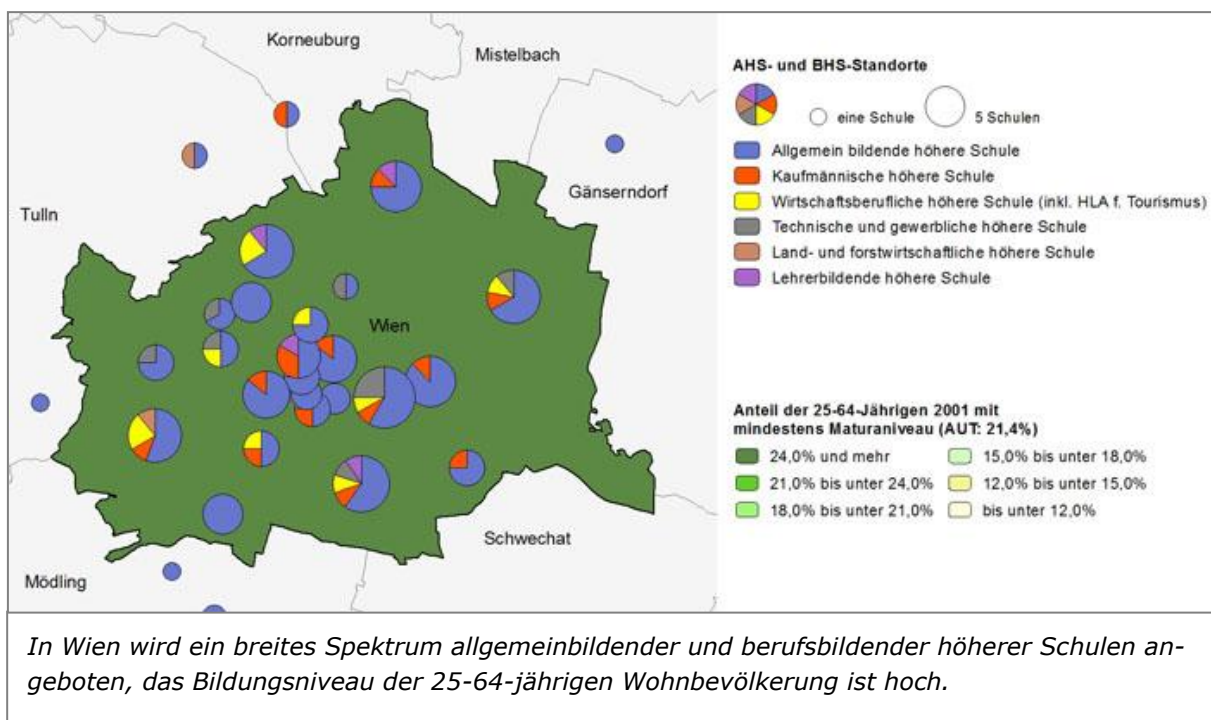 Korneuburg
Mistelbach
Gänserndorf
Tulln
Wien
Schwechat
Mödling
AHS- und BHS-Standorte
eine Schule
5 Schulen
Allgemein bildende höhere Schule
Kaufmännische höhere Schule
Wirtschaftsberufliche höhere Schule (inkl. HLA f. Tourismus)
Technische und gewerbliche höhere Schule
Land- und forstwirtschaftliche höhere Schule
Lehrerbildende höhere Schule
Anteil der 25-64-Jährigen 2001 mit
mindestens Maturaniveau (AUT: 21,4%)
24,0% und mehr
15,0% bis unter 18,0%
21,0% bis unter 24,0%
12,0% bis unter 15,0%
18,0% bis unter 21,0%
bis unter 12,0%
In Wien wird ein breites Spektrum allgemeinbildender und berufsbildender höherer Schulen an-
geboten, das Bildungsniveau der 25-64-jährigen Wohnbevölkerung ist hoch.